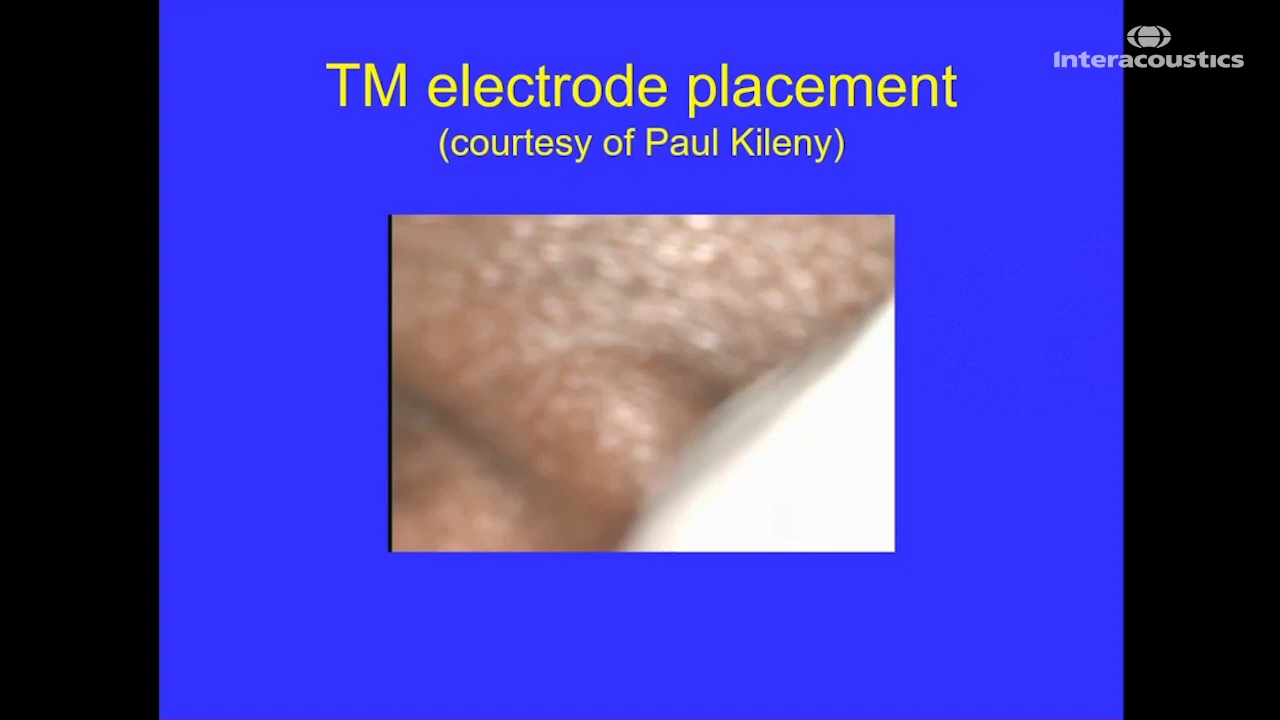 Interacoustics
TM electrode placement
(courtesy of Paul Kileny)